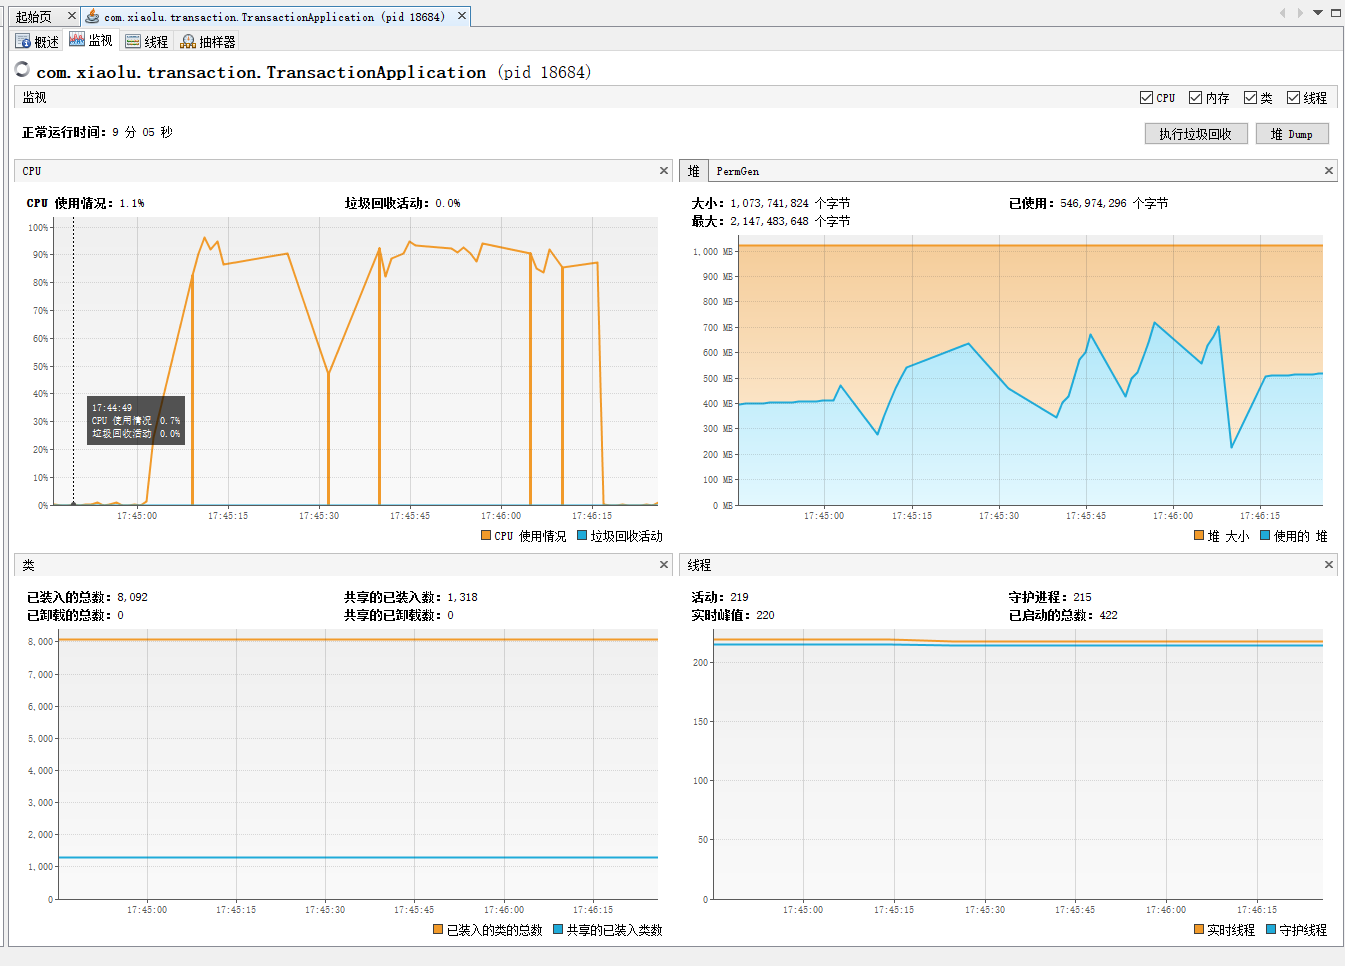 起始页
com.xiaolu.transaction.TransactionApplication (pid 18684)
概述 监视 线程 抽样器
com.xiaolu.transaction.TransactionApplication (pid 18684)
监视
CPU 内存 类 线程
正常运行时间: 9 分 05 秒
执行垃圾回收 堆 Dump
CPU
CPU 使用情况: 1.1% 垃圾回收活动: 0.0%
100%
90%
80%
70%
60%
50%
40%
30%
20%
10%
0%
17:44:49
CPU 使用情况 0.7%
垃圾回收活动 0.0%
17:45:00 17:45:15 17:45:30 17:45:45 17:46:00 17:46:15
CPU 使用情况 垃圾回收活动
堆 PermGen
大小: 1,073,741,824 个字节 已使用: 546,974,296 个字节
最大: 2,147,483,648 个字节
1,000 MB
900 MB
800 MB
700 MB
600 MB
500 MB
400 MB
300 MB
200 MB
100 MB
0 MB
17:45:00 17:45:15 17:45:30 17:45:45 17:46:00 17:46:15
堆 大小 使用的 堆
类
已装入的总数: 8,092 共享的已装入数: 1,318
已卸载的总数: 0 共享的已卸载数: 0
8,000
7,000
6,000
5,000
4,000
3,000
2,000
1,000
0
17:45:00 17:45:15 17:45:30 17:45:45 17:46:00 17:46:15
已装入的类的总数 共享的已装入类数
线程
活动: 219 守护进程: 215
实时峰值: 220 已启动的总数: 422
200
150
100
50
0
17:45:00 17:45:15 17:45:30 17:45:45 17:46:00 17:46:15
实时线程 守护线程